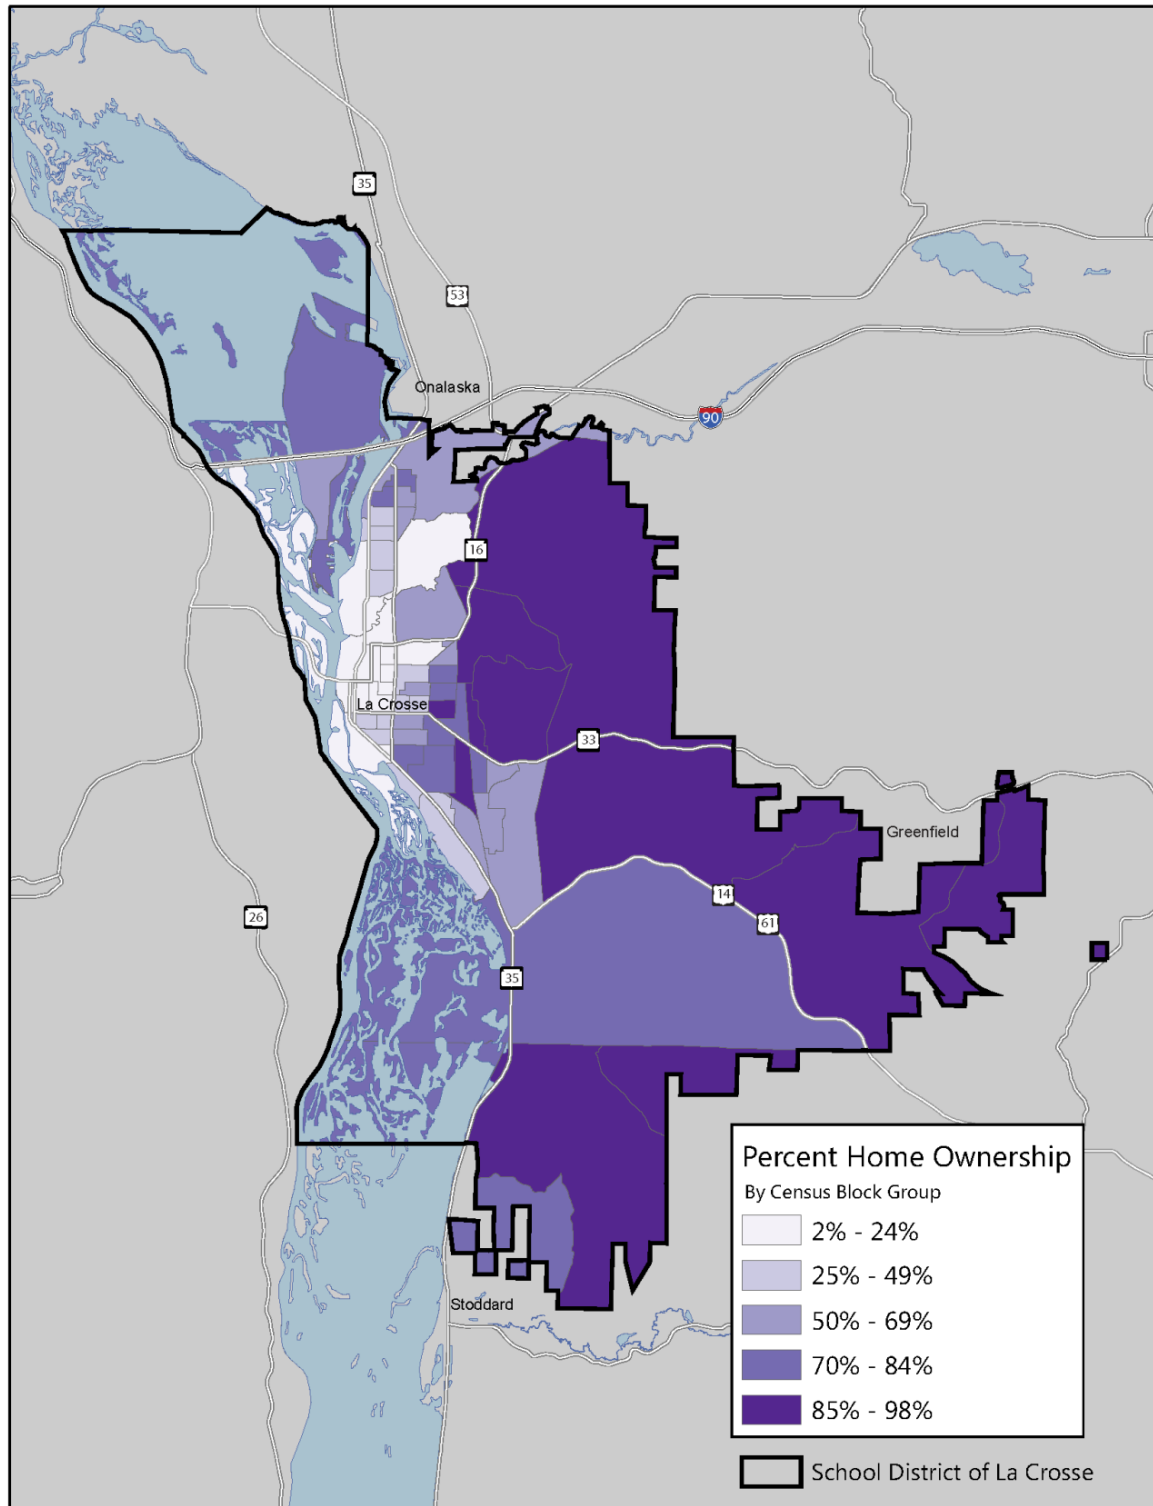 35
53
Onalaska
90
16
La Crosse
33
Greenfield
14
61
26
35
Stoddard
Percent Home Ownership
By Census Block Group
2% - 24%
25% - 49%
50% - 69%
70% - 84%
85% - 98%
School District of La Crosse